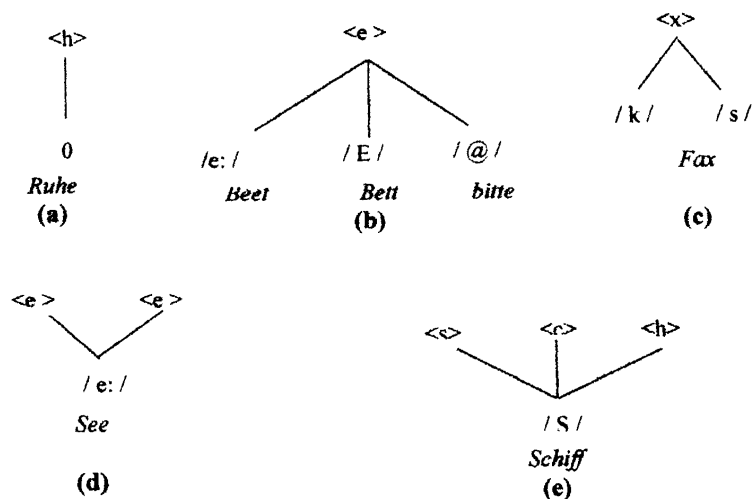 <h> <e > <x>
0 /e: / / E / / @ / / k / / s /
Ruhe Beet Bett bitte Fax
(a) (b) (c)
<e > <e > <s> <c> <h>
/ e: / / S /
See Schiff
(d) (e)